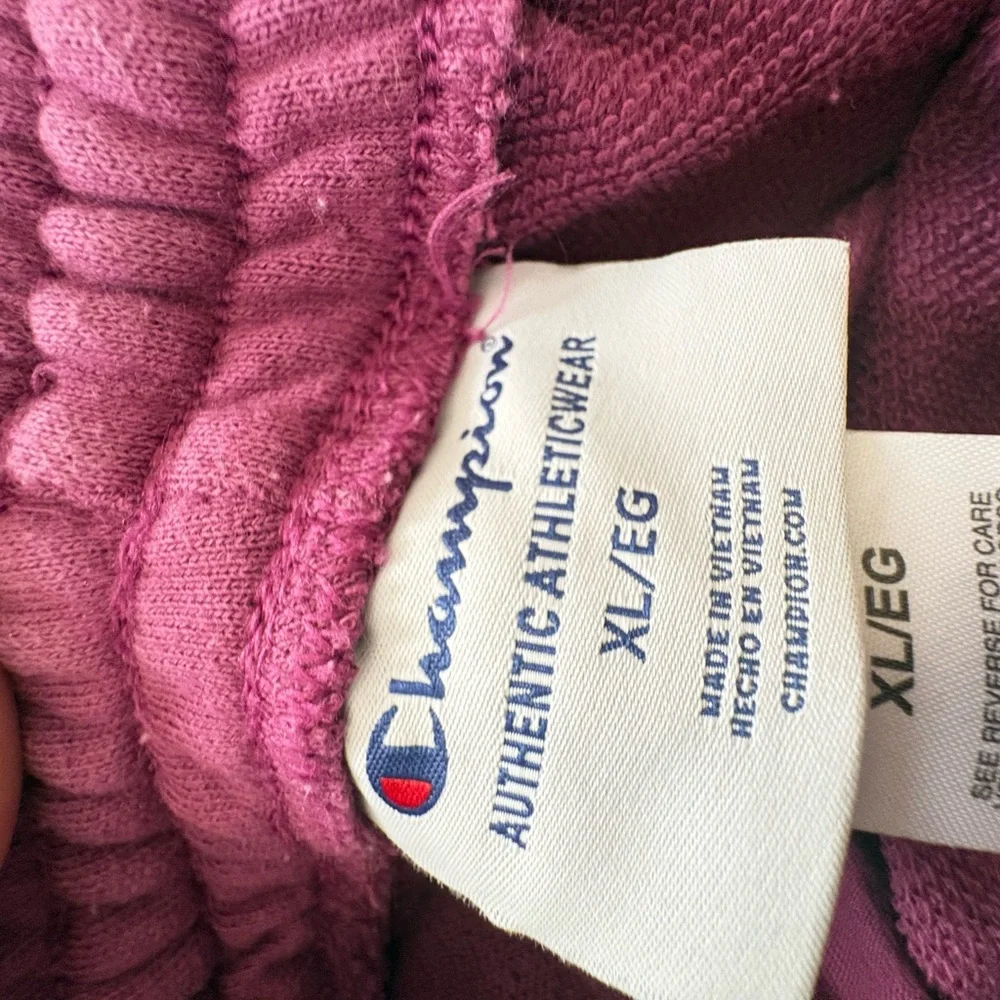 Champion®
AUTHENTIC ATHLETICWEAR
XL/EG
MADE IN VIETNAM
HECHO EN VIETNAM
CHAMPION.COM
XL/EG
SEE REVERSE FOR CARE